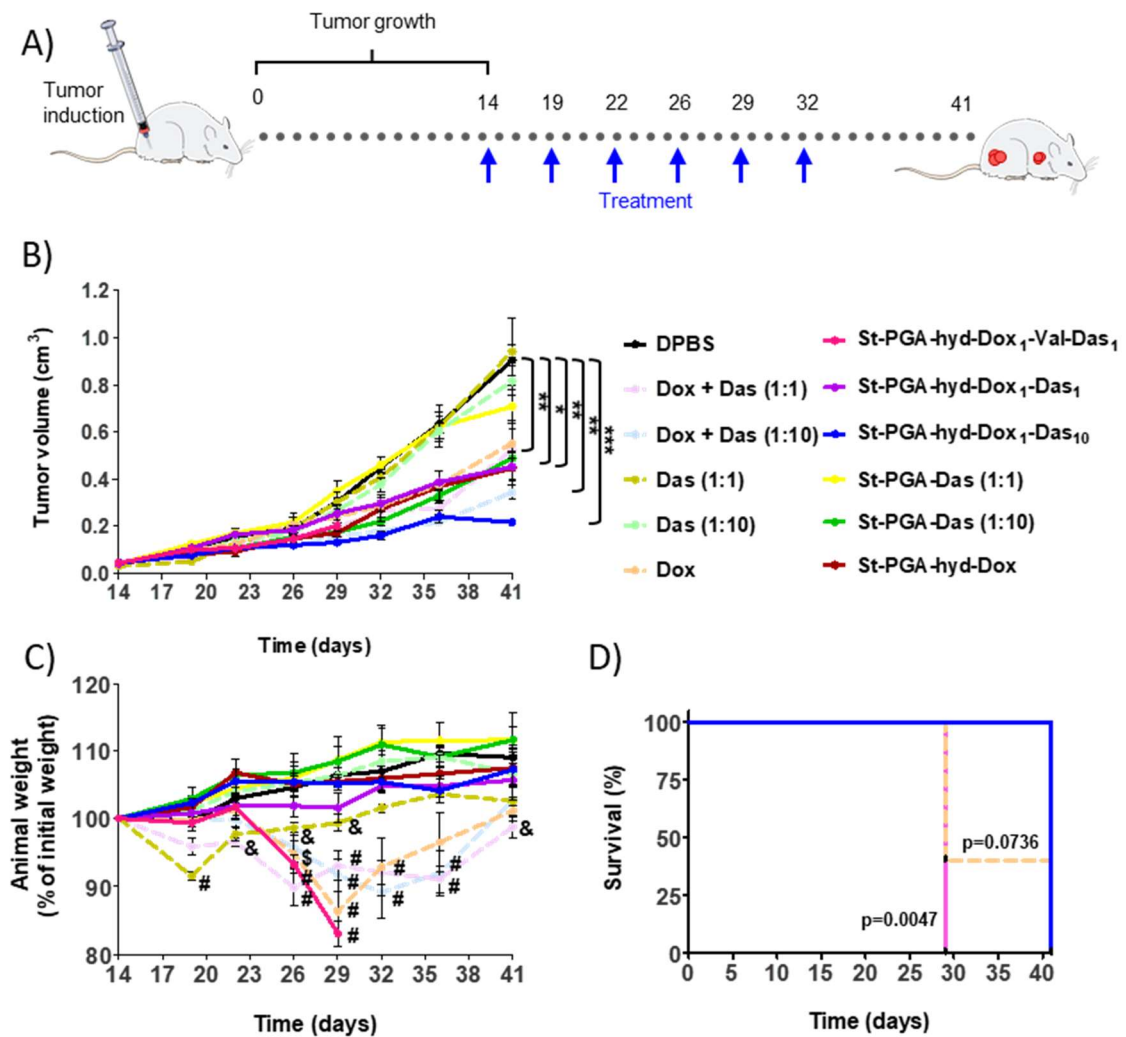 A)
Tumor growth
Tumor
induction
0
14 19 22 26 29 32 41
Treatment
B)
Tumor volume (cm³)
1.2
1.0
0.8
0.6
0.4
0.2
0.0
14 17 20 23 26 29 32 35 38 41
Time (days)
**
*
**
**
***
DPBS
Dox + Das (1:1)
Dox + Das (1:10)
Das (1:1)
Das (1:10)
Dox
St-PGA-hyd-Dox₁-Val-Das₁
St-PGA-hyd-Dox₁-Das₁
St-PGA-hyd-Dox₁-Das₁₀
St-PGA-Das (1:1)
St-PGA-Das (1:10)
St-PGA-hyd-Dox
C)
Animal weight
(% of initial weight)
120
110
100
90
80
14 17 20 23 26 29 32 35 38 41
Time (days)
# & & $ # # & # # # # # # # &
D)
Survival (%)
100
75
50
25
0
0 5 10 15 20 25 30 35 40
p=0.0736
p=0.0047
Time (days)